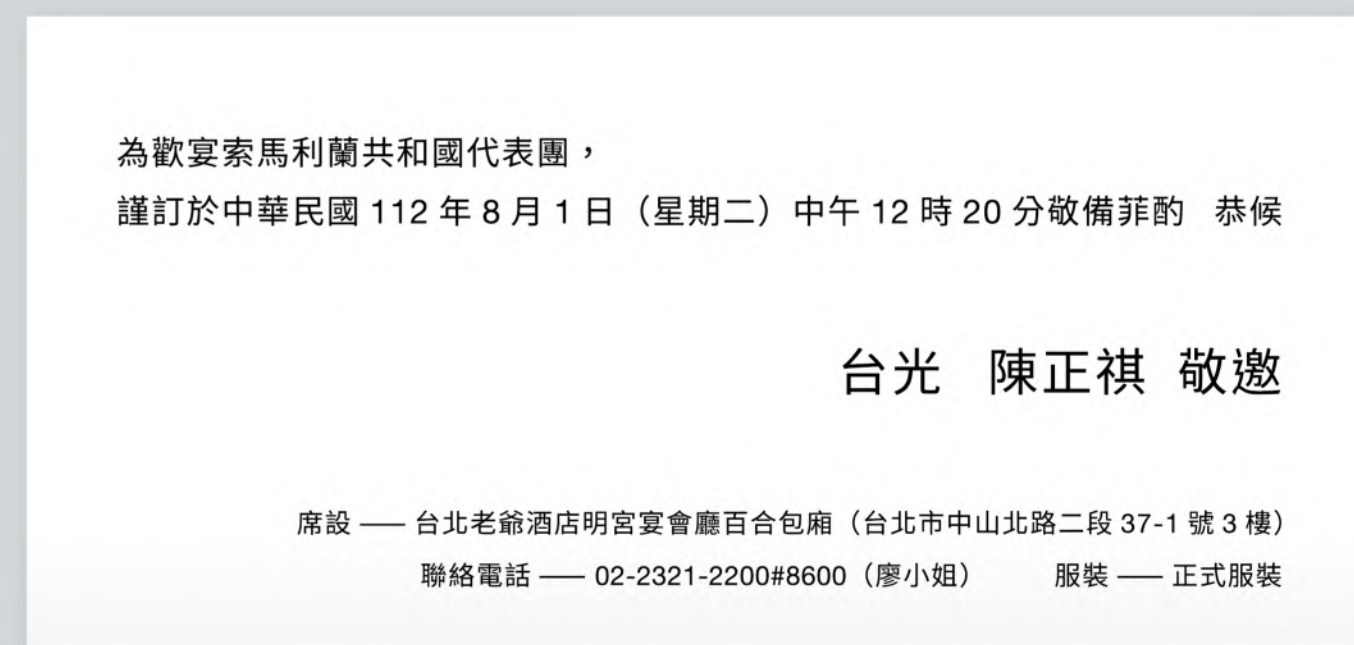 為歡宴索馬利蘭共和國代表團，
謹訂於中華民國 112 年 8 月 1 日（星期二）中午 12 時 20 分敬備菲酌 恭候
台光 陳正祺 敬邀
席設 —— 台北老爺酒店明宮宴會廳百合包廂（台北市中山北路二段 37-1 號 3 樓）
聯絡電話 —— 02-2321-2200#8600（廖小姐） 服裝 —— 正式服裝